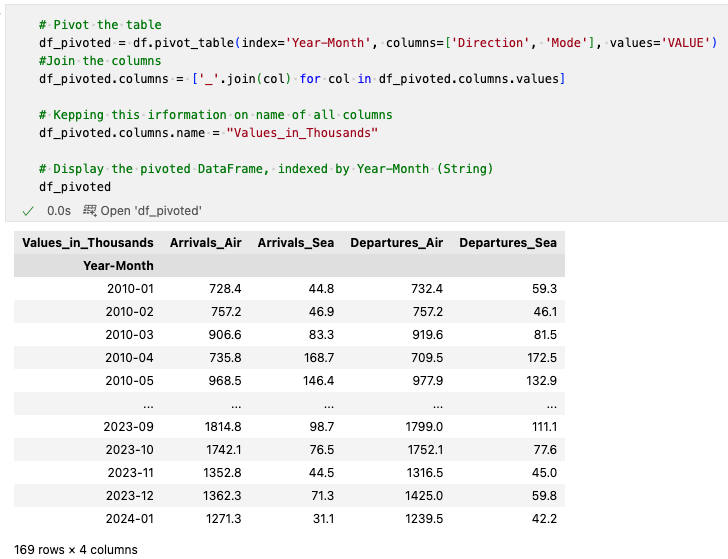 # Pivot the table
df_pivoted = df.pivot_table(index='Year-Month', columns=['Direction', 'Mode'], values='VALUE')
#Join the columns
df_pivoted.columns = ['_'.join(col) for col in df_pivoted.columns.values]
# Kepping this irformation on name of all columns
df_pivoted.columns.name = "Values_in_Thousands"
# Display the pivoted DataFrame, indexed by Year-Month (String)
df_pivoted
✓ 0.0s Open 'df_pivoted'
Values_in_Thousands Arrivals_Air Arrivals_Sea Departures_Air Departures_Sea
Year-Month
2010-01 728.4 44.8 732.4 59.3
2010-02 757.2 46.9 757.2 46.1
2010-03 906.6 83.3 919.6 81.5
2010-04 735.8 168.7 709.5 172.5
2010-05 968.5 146.4 977.9 132.9
... ... ... ... ...
2023-09 1814.8 98.7 1799.0 111.1
2023-10 1742.1 76.5 1752.1 77.6
2023-11 1352.8 44.5 1316.5 45.0
2023-12 1362.3 71.3 1425.0 59.8
2024-01 1271.3 31.1 1239.5 42.2
169 rows × 4 columns